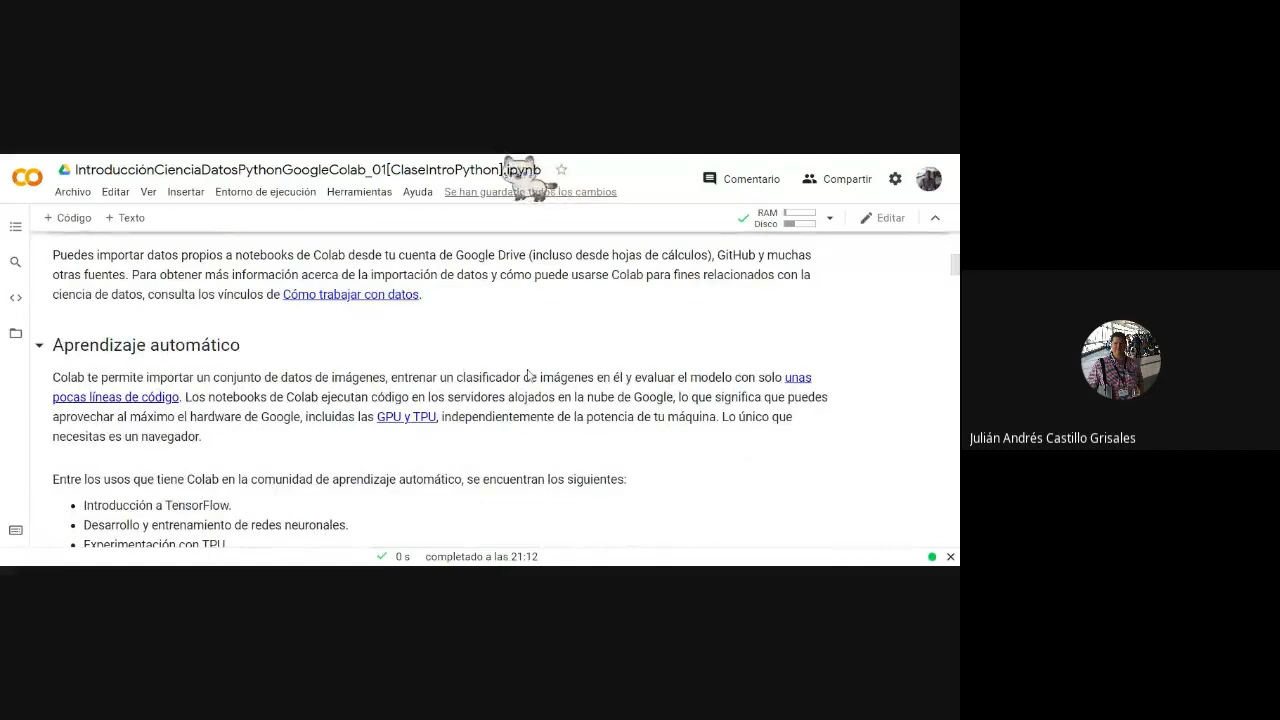 IntroducciónCienciaDatosPythonGoogleColab_01[ClaseIntroPython].ipynb
Archivo Editar Ver Insertar Entorno de ejecución Herramientas Ayuda Se han guardado todos los cambios
Comentario Compartir
+ Código + Texto
RAM
Disco
Editar
Puedes importar datos propios a notebooks de Colab desde tu cuenta de Google Drive (incluso desde hojas de cálculos), GitHub y muchas
otras fuentes. Para obtener más información acerca de la importación de datos y cómo puede usarse Colab para fines relacionados con la
ciencia de datos, consulta los vínculos de Cómo trabajar con datos.
Aprendizaje automático
Colab te permite importar un conjunto de datos de imágenes, entrenar un clasificador de imágenes en él y evaluar el modelo con solo unas
pocas líneas de código. Los notebooks de Colab ejecutan código en los servidores alojados en la nube de Google, lo que significa que puedes
aprovechar al máximo el hardware de Google, incluidas las GPU y TPU, independientemente de la potencia de tu máquina. Lo único que
necesitas es un navegador.
Entre los usos que tiene Colab en la comunidad de aprendizaje automático, se encuentran los siguientes:
• Introducción a TensorFlow.
• Desarrollo y entrenamiento de redes neuronales.
• Experimentación con TPU
0 s completado a las 21:12
Julián Andrés Castillo Grisales